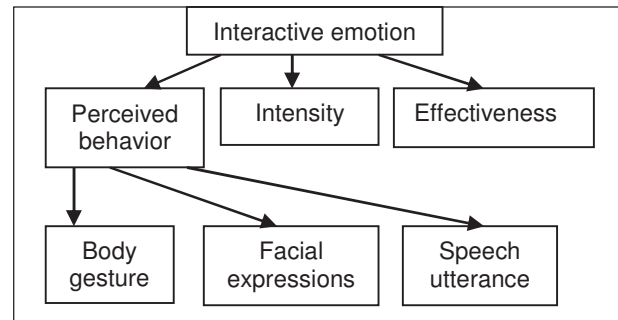 Interactive emotion
Perceived
behavior
Intensity
Effectiveness
Body
gesture
Facial
expressions
Speech
utterance